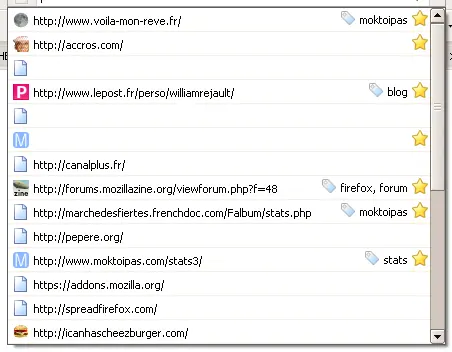 http://www.voila-mon-reve.fr/ moktoipas
http://accros.com/
P http://www.lepost.fr/perso/williamrejault/ blog
M
http://canalplus.fr/
zine http://forums.mozillazine.org/viewforum.php?f=48 firefox, forum
http://marchedesfiertes.frenchdoc.com/Falbum/stats.php moktoipas
http://pepere.org/
M http://www.moktoipas.com/stats3/ stats
https://addons.mozilla.org/
http://spreadfirefox.com/
http://icanhascheezburger.com/